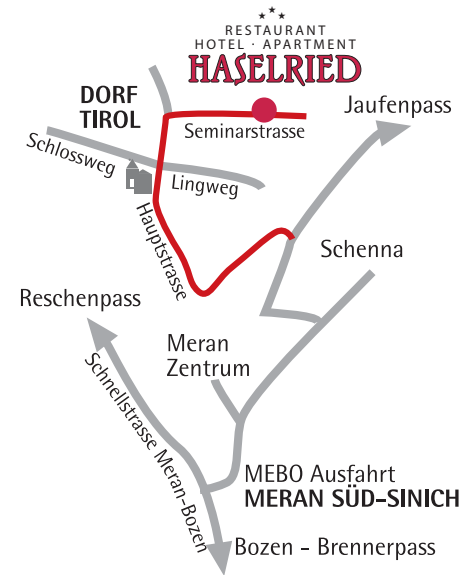 RESTAURANT
HOTEL · APARTMENT
HASELRIED
DORF
TIROL
Jaufenpass
Seminarstrasse
Schlossweg
Lingweg
Hauptstrasse
Schenna
Reschenpass
Meran
Zentrum
Schnellstrasse Meran-Bozen
MEBO Ausfahrt
MERAN SÜD-SINICH
Bozen - Brennerpass